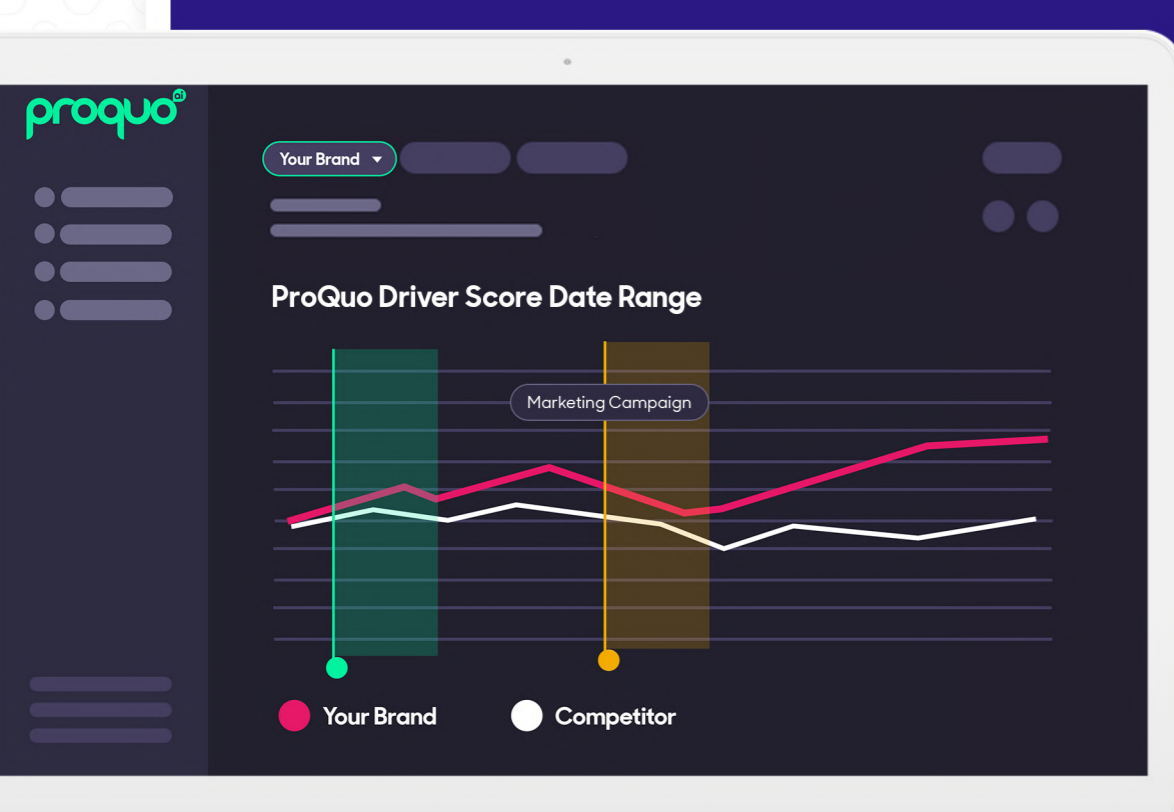 proquo ai
Your Brand
ProQuo Driver Score Date Range
Marketing Campaign
Your Brand
Competitor